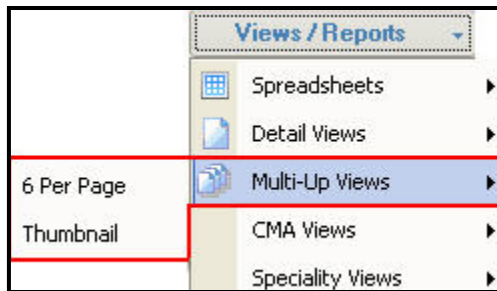 Views / Reports
Spreadsheets
Detail Views
Multi-Up Views
6 Per Page
Thumbnail
CMA Views
Speciality Views